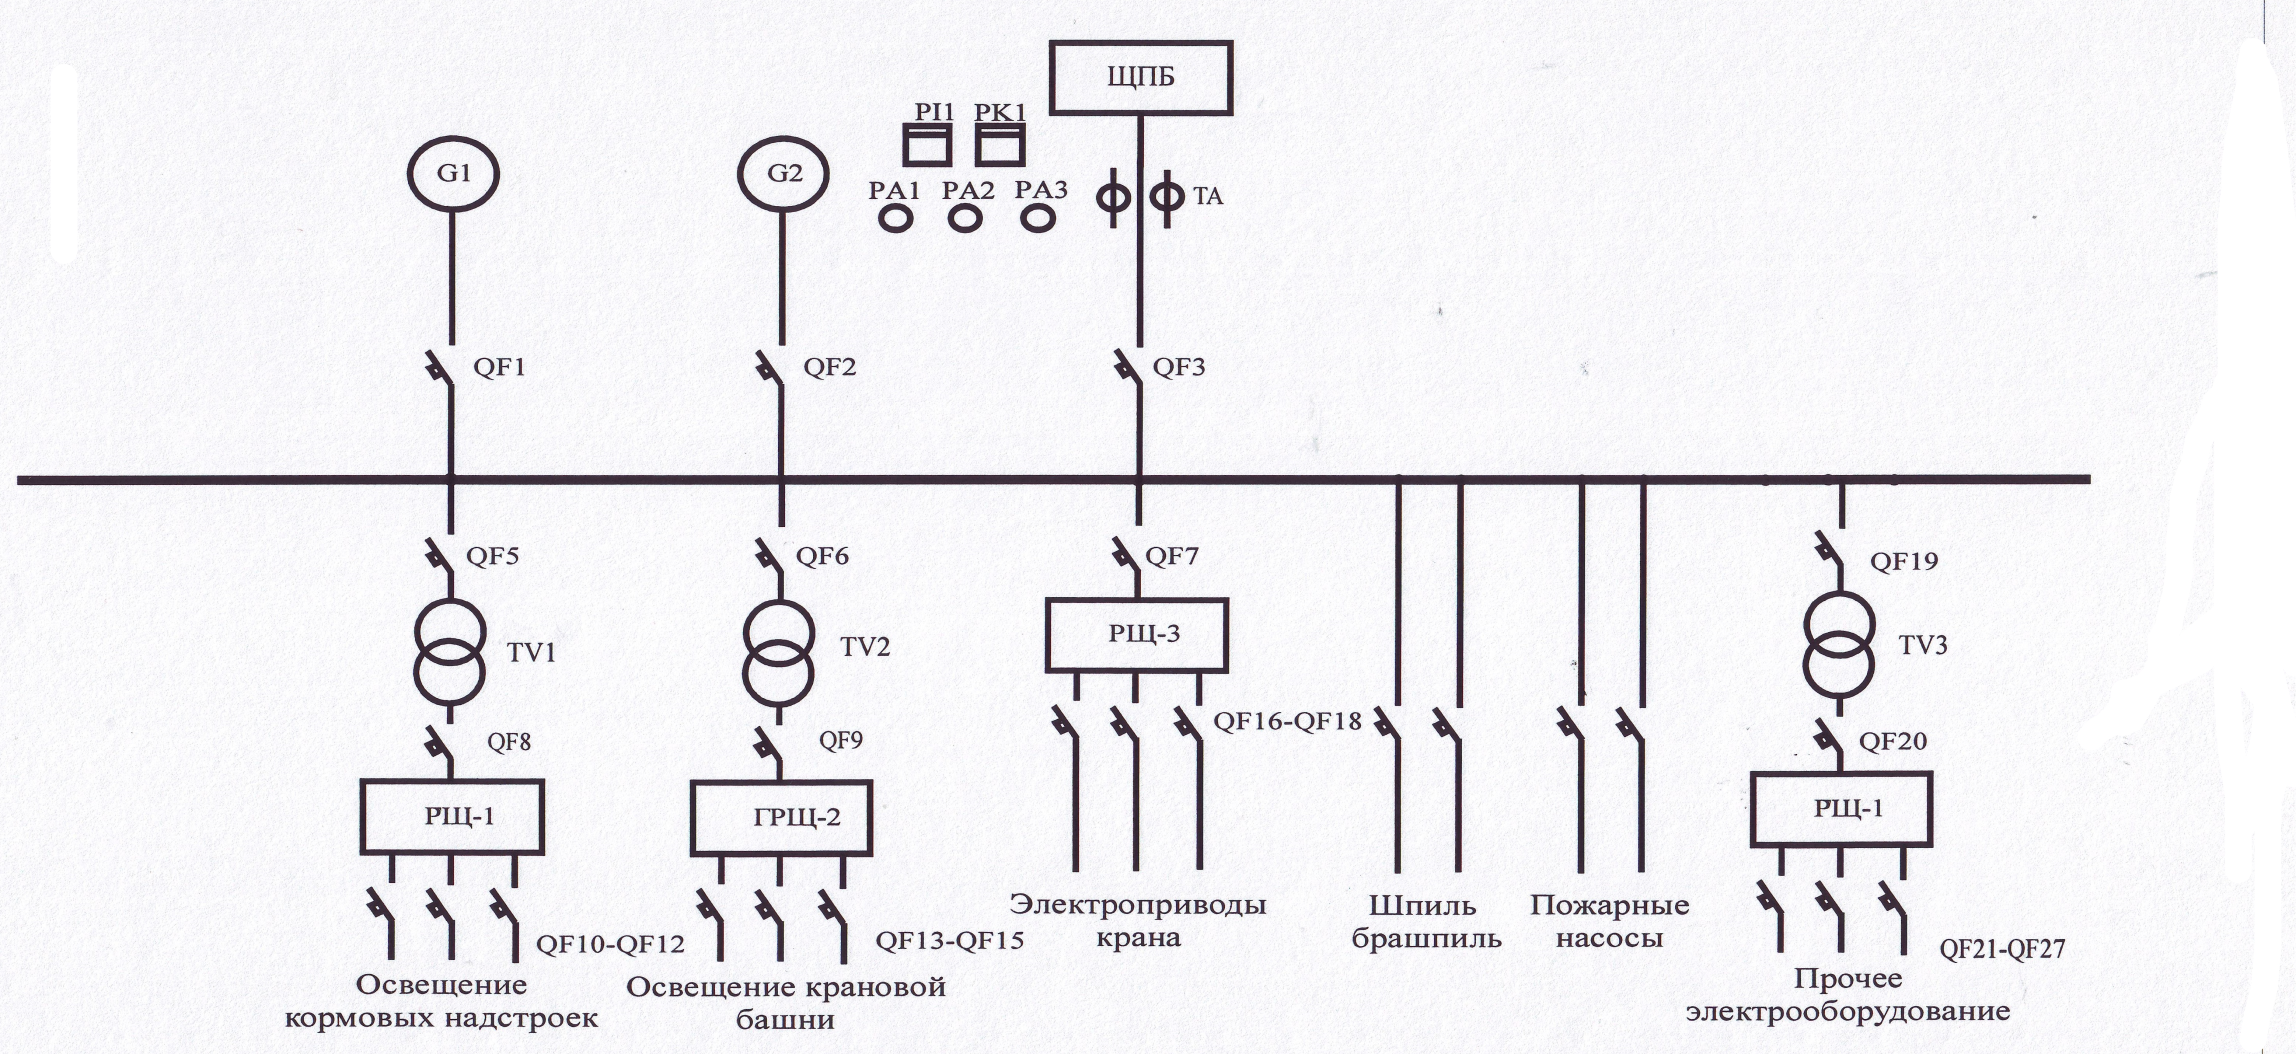 ЩПБ
PI1 PK1
G1
G2
PA1 PA2 PA3
TA
QF1
QF2
QF3
QF5
QF6
QF7
QF19
TV1
TV2
РЩ-3
TV3
QF16-QF18
QF8
QF9
QF20
РЩ-1
ГРЩ-2
РЩ-1
Электроприводы
крана
Шпиль
брашпиль
Пожарные
насосы
QF10-QF12
QF13-QF15
QF21-QF27
Освещение
кормовых надстроек
Освещение крановой
башни
Прочее
электрооборудование